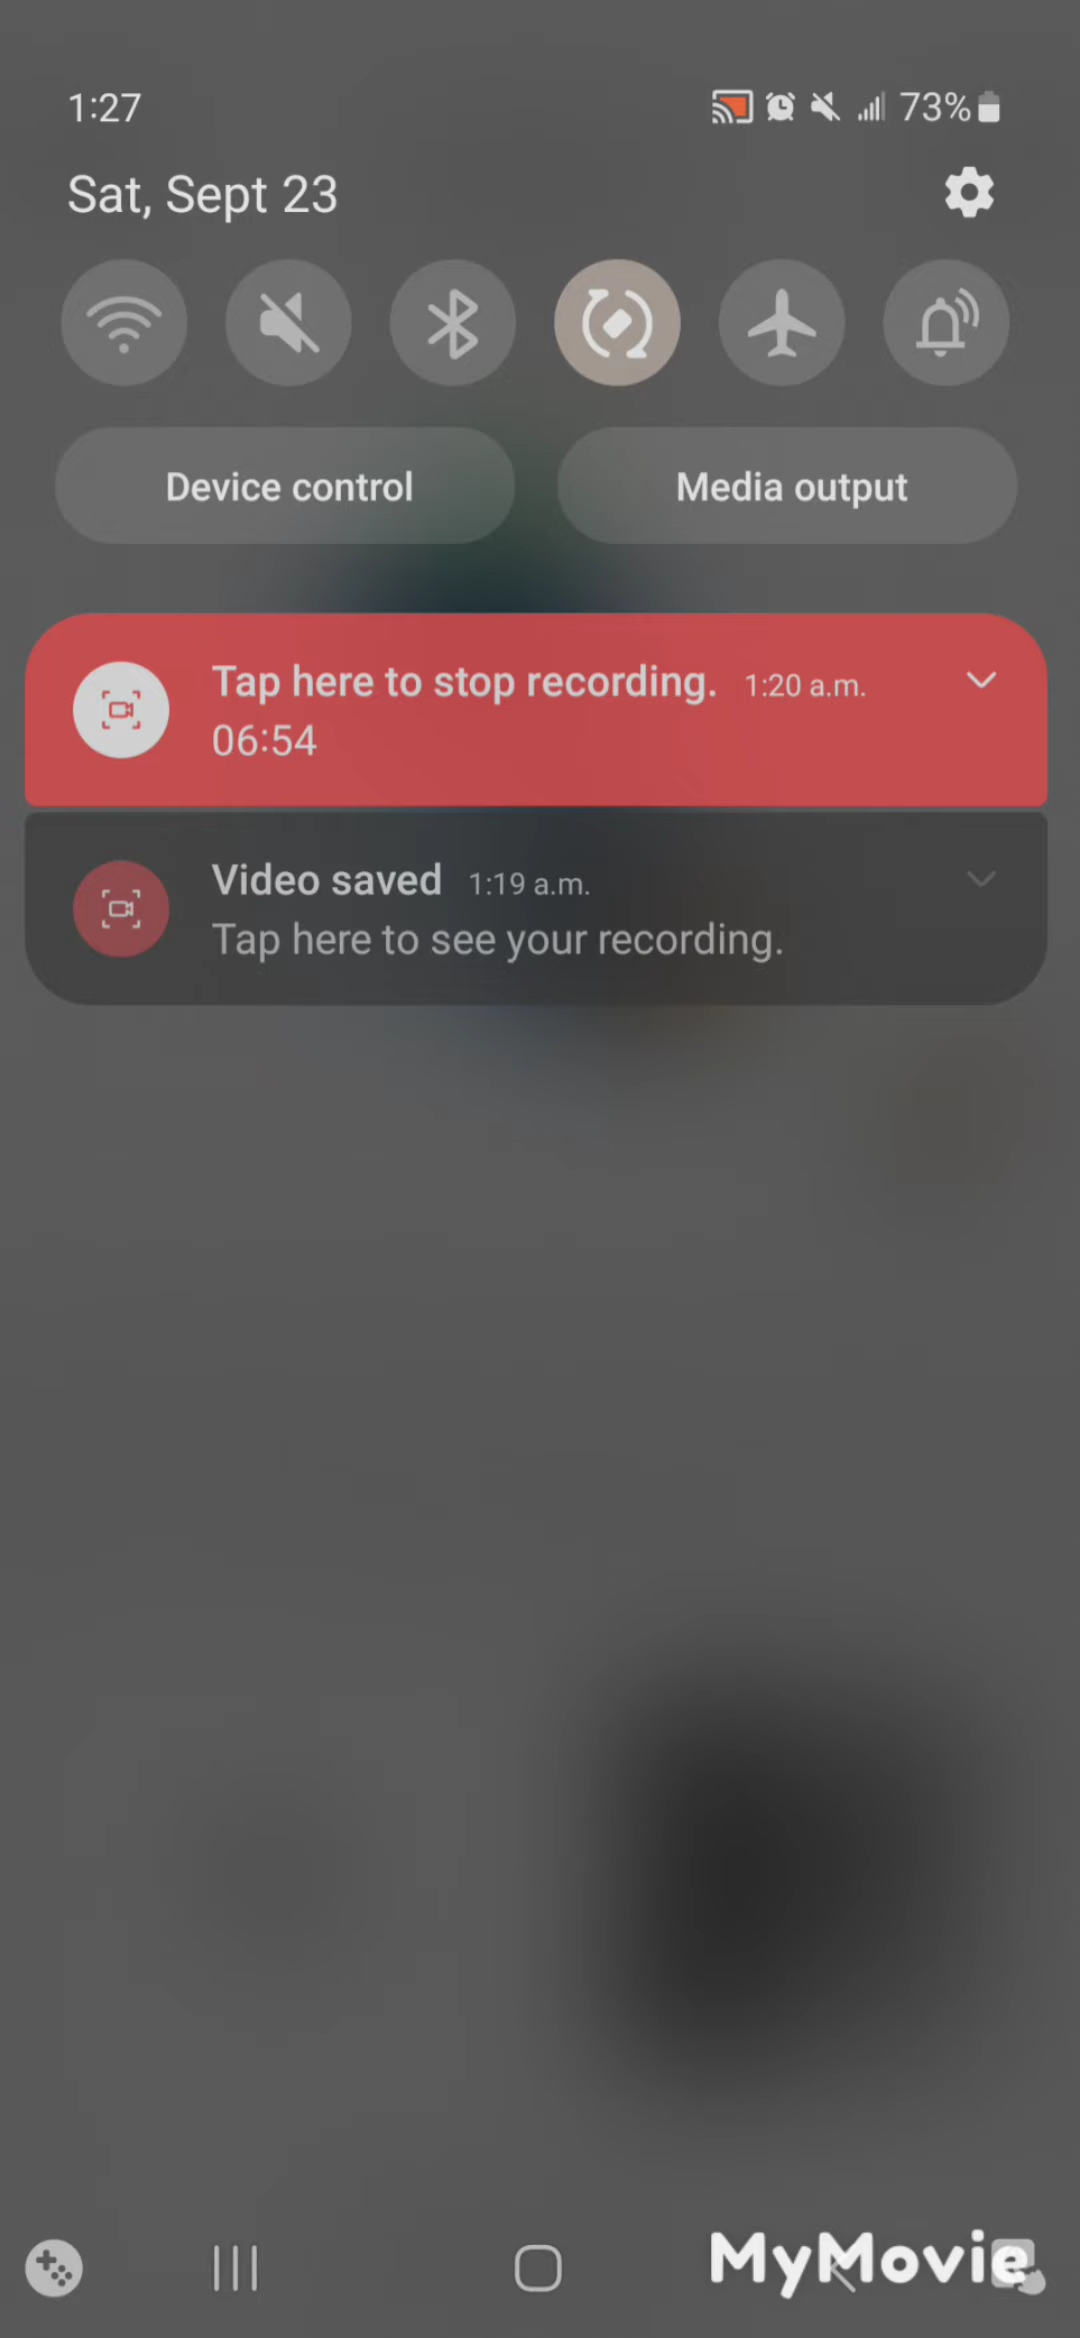 1:27 73%
Sat, Sept 23
Device control Media output
Tap here to stop recording. 1:20 a.m.
06:54
Video saved 1:19 a.m.
Tap here to see your recording.
MyMovie